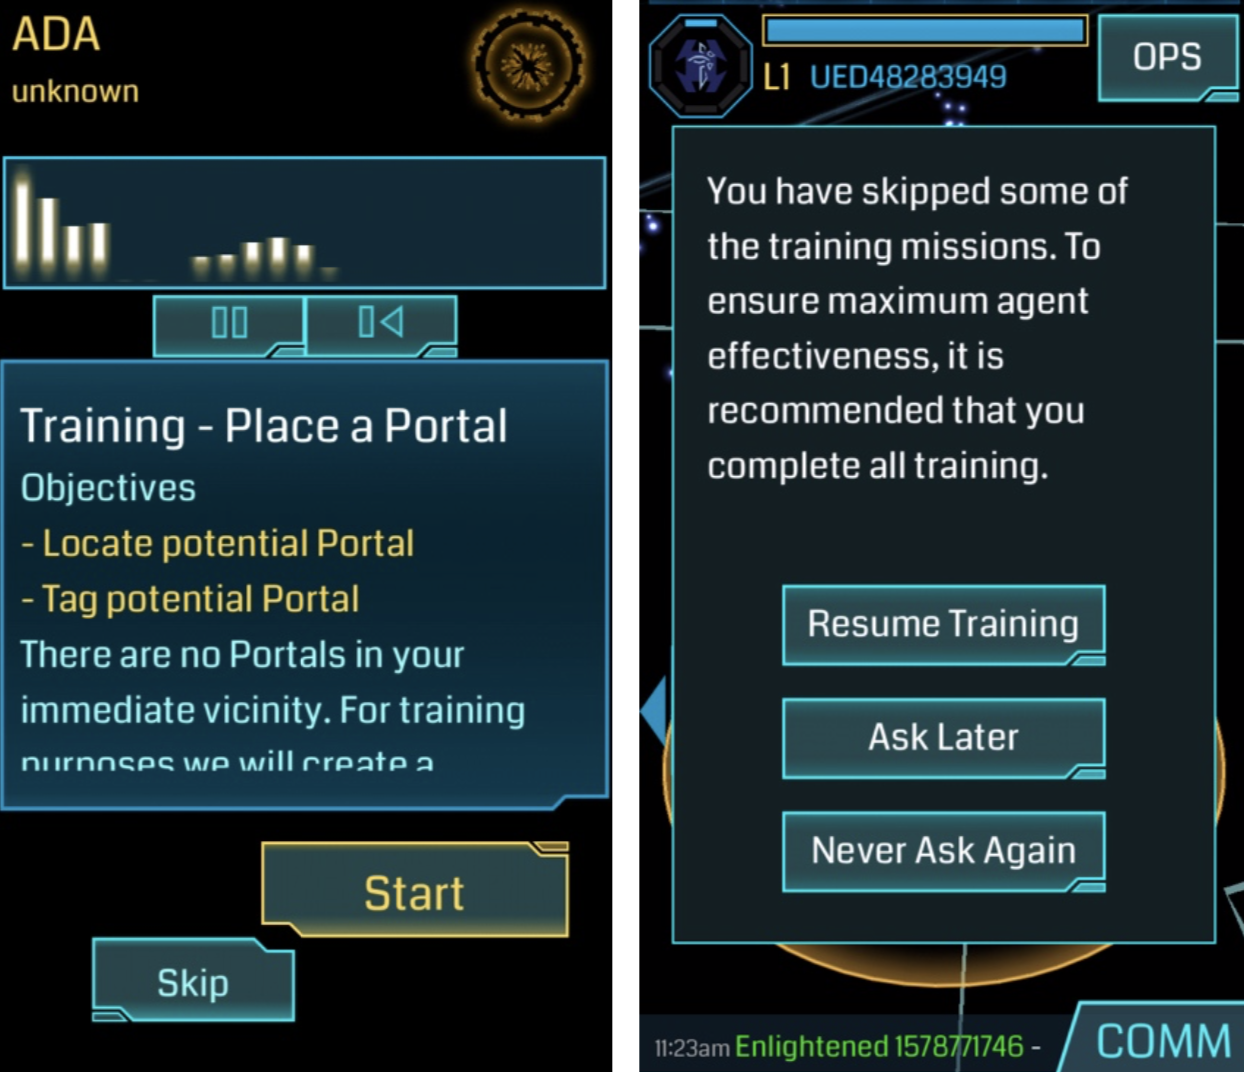 ADA
unknown
Training - Place a Portal
Objectives
- Locate potential Portal
- Tag potential Portal
There are no Portals in your
immediate vicinity. For training
purposes we will create a
Start
Skip
L1 UED48283949
OPS
You have skipped some of
the training missions. To
ensure maximum agent
effectiveness, it is
recommended that you
complete all training.
Resume Training
Ask Later
Never Ask Again
11:23am Enlightened 1578771746 -
COMM